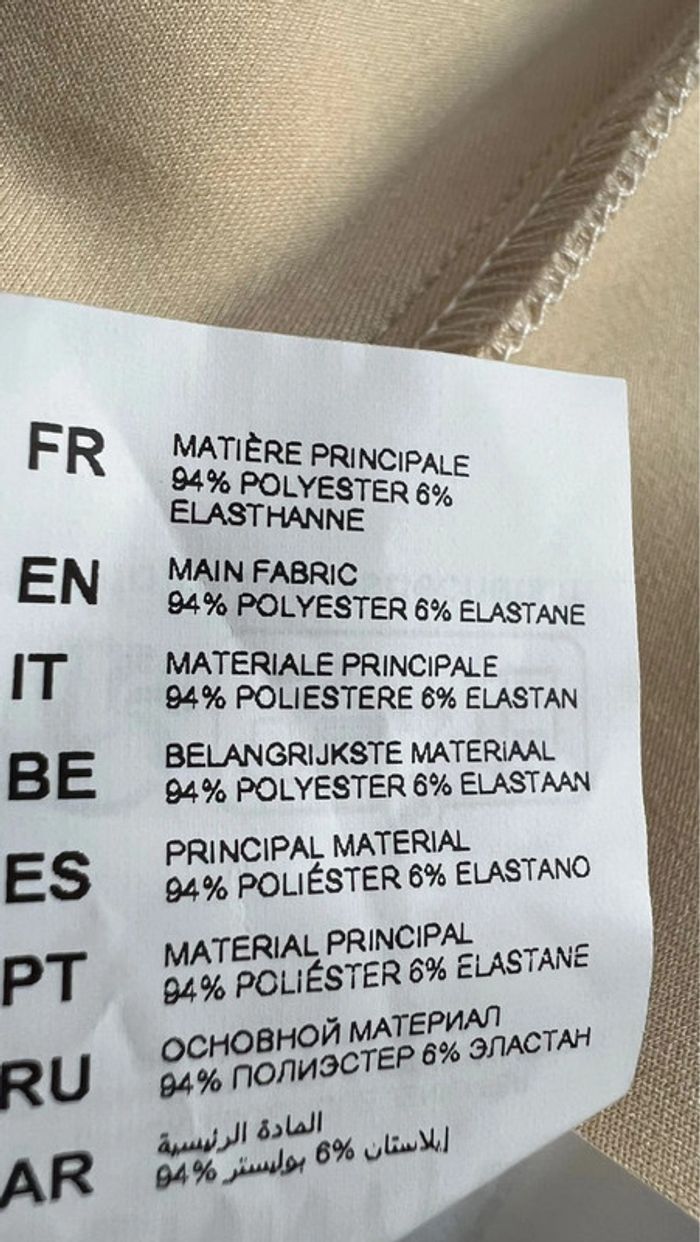 FR
MATIÈRE PRINCIPALE
94% POLYESTER 6%
ELASTHANNE
EN
MAIN FABRIC
94% POLYESTER 6% ELASTANE
IT
MATERIALE PRINCIPALE
94% POLIESTERE 6% ELASTAN
BE
BELANGRIJKSTE MATERIAAL
94% POLYESTER 6% ELASTAAN
ES
PRINCIPAL MATERIAL
94% POLIÉSTER 6% ELASTANO
PT
MATERIAL PRINCIPAL
94% POLIÉSTER 6% ELASTANE
RU
ОСНОВНОЙ МАТЕРИАЛ
94% ПОЛИЭСТЕР 6% ЭЛАСТАН
AR
المادة الرئيسية
إيلاستان 6% بوليستر 94%